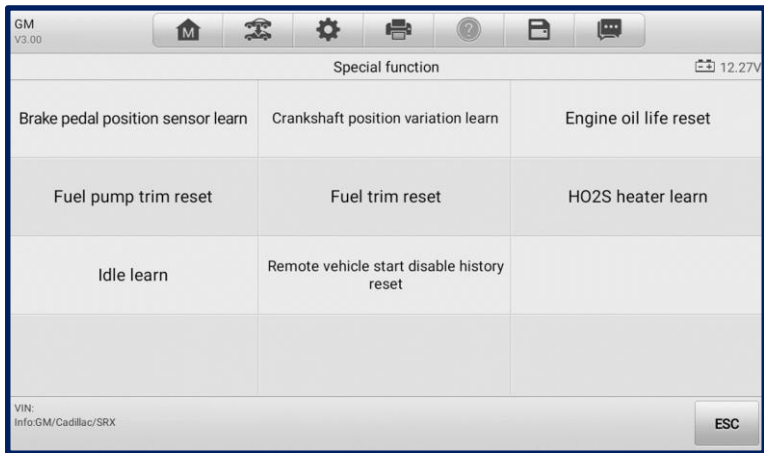 GM
V3.00
M
?
Special function
12.27V
Brake pedal position sensor learn
Crankshaft position variation learn
Engine oil life reset
Fuel pump trim reset
Fuel trim reset
HO2S heater learn
Idle learn
Remote vehicle start disable history
reset
VIN:
Info:GM/Cadillac/SRX
ESC